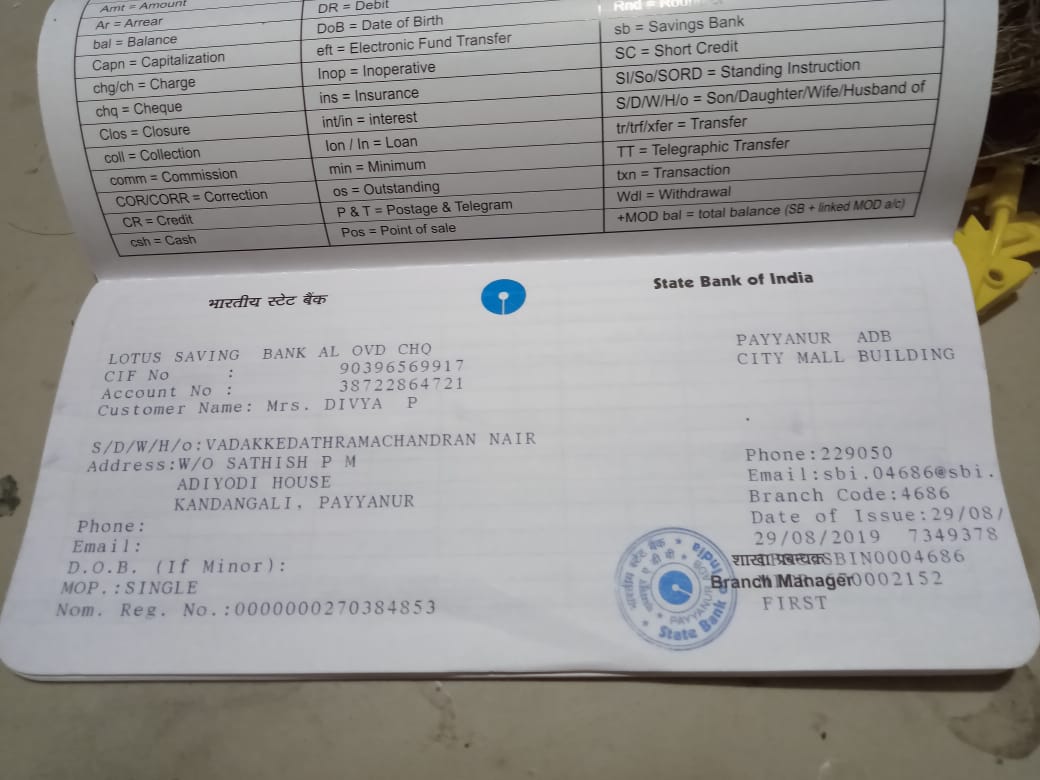 Amt = Amount
Ar = Arrear
bal = Balance
Capn = Capitalization
chg/ch = Charge
chq = Cheque
Clos = Closure
coll = Collection
comm = Commission
COR/CORR = Correction
CR = Credit
csh = Cash
DR = Debit
DoB = Date of Birth
eft = Electronic Fund Transfer
Inop = Inoperative
ins = Insurance
int/in = interest
lon / ln = Loan
min = Minimum
os = Outstanding
P & T = Postage & Telegram
Pos = Point of sale
Rnd =
sb = Savings Bank
SC = Short Credit
SI/So/SORD = Standing Instruction
S/D/W/H/o = Son/Daughter/Wife/Husband of
tr/trf/xfer = Transfer
TT = Telegraphic Transfer
txn = Transaction
Wdl = Withdrawal
+MOD bal = total balance (SB + linked MOD a/c)
भारतीय स्टेट बैंक
State Bank of India
LOTUS SAVING BANK AL OVD CHQ
CIF No : 90396569917
Account No : 38722864721
Customer Name: Mrs. DIVYA P
S/D/W/H/o:VADAKKEDATHRAMACHANDRAN NAIR
Address:W/O SATHISH P M
ADIYODI HOUSE
KANDANGALI, PAYYANUR
Phone:
Email:
D.O.B. (If Minor):
MOP.:SINGLE
Nom. Reg. No.:0000000270384853
PAYYANUR ADB
CITY MALL BUILDING
Phone:229050
Email:sbi.04686@sbi.
Branch Code:4686
Date of Issue:29/08/
29/08/2019 7349378
शाखा प्रबन्धक SBIN0004686
Branch Manager 0002152
FIRST
भारतीय स्टेट बैंक
State Bank of India
PAYYANUR ADB